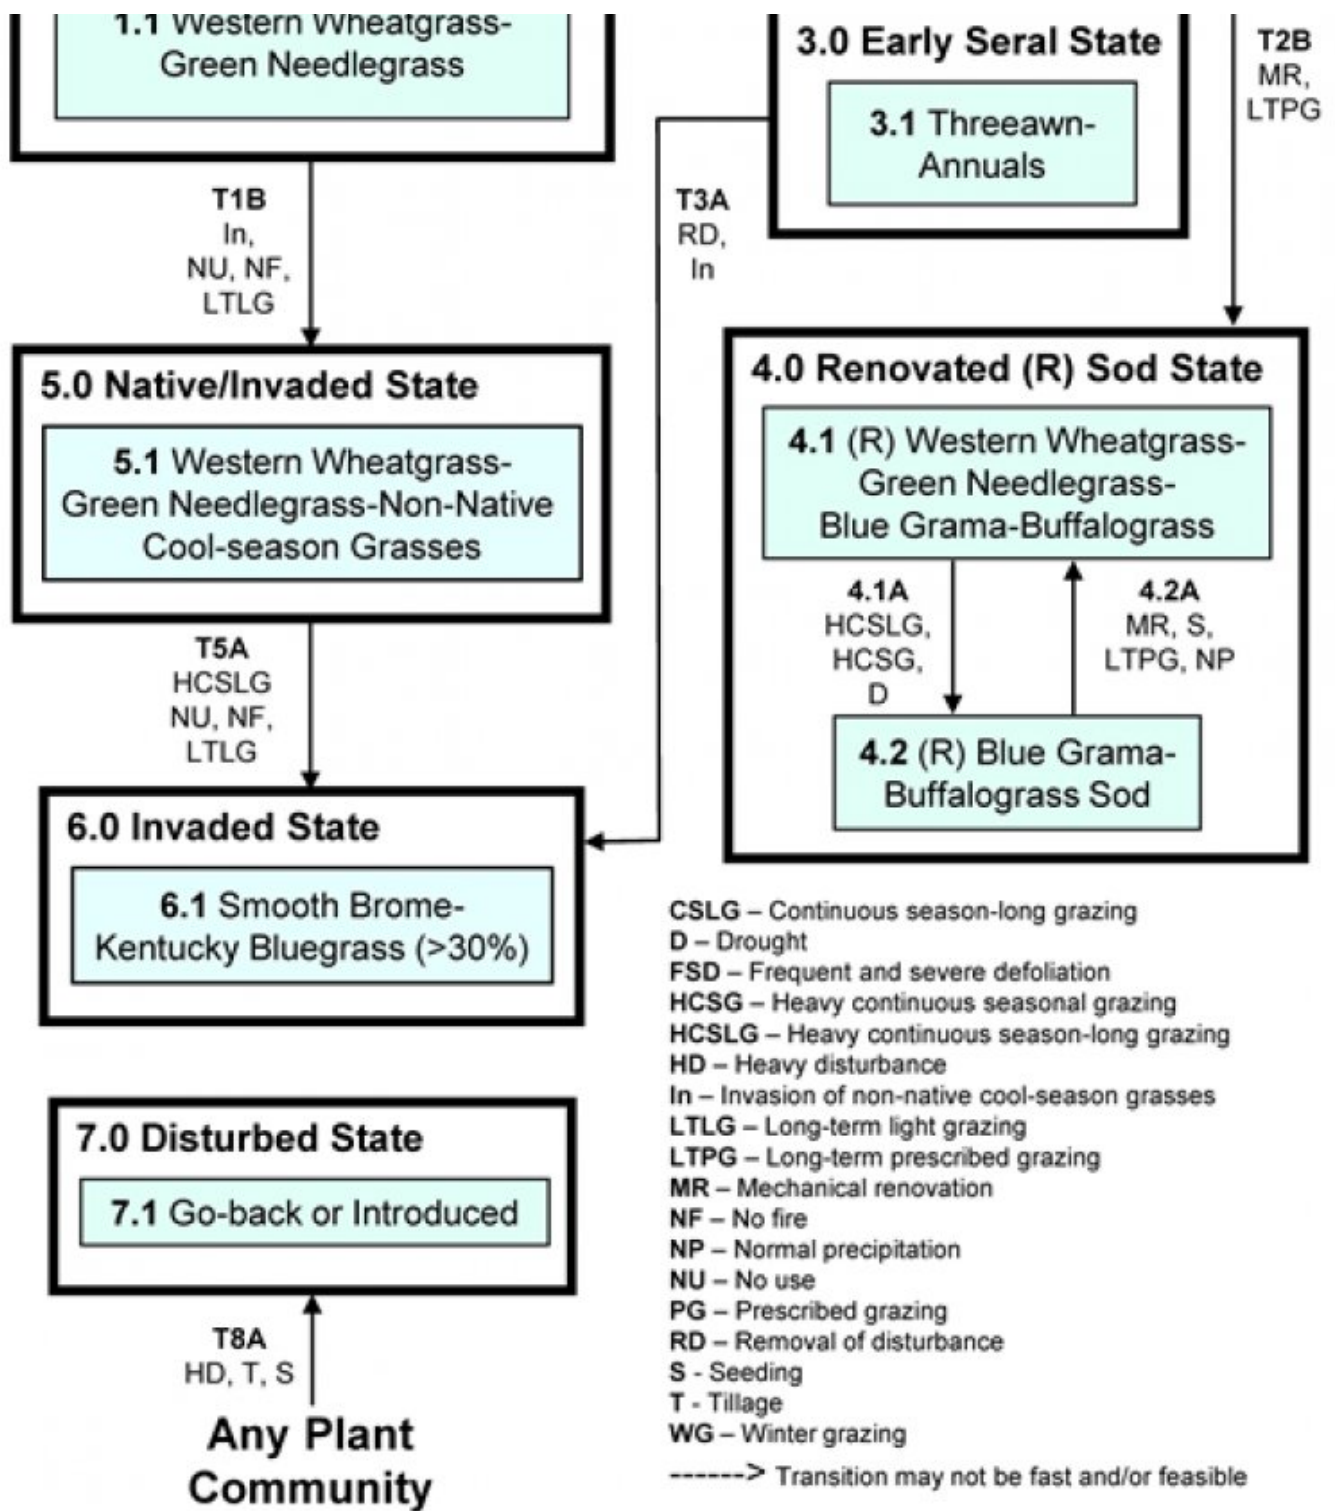 1.1 Western Wheatgrass-
Green Needlegrass
3.0 Early Seral State
3.1 Threeawn-
Annuals
T2B
MR,
LTPG
T1B
In,
NU, NF,
LTLG
T3A
RD,
In
5.0 Native/Invaded State
5.1 Western Wheatgrass-
Green Needlegrass-Non-Native
Cool-season Grasses
4.0 Renovated (R) Sod State
4.1 (R) Western Wheatgrass-
Green Needlegrass-
Blue Grama-Buffalograss
4.1A
HCSLG,
HCSG,
D
4.2A
MR, S,
LTPG, NP
4.2 (R) Blue Grama-
Buffalograss Sod
T5A
HCSLG
NU, NF,
LTLG
6.0 Invaded State
6.1 Smooth Brome-
Kentucky Bluegrass (>30%)
7.0 Disturbed State
7.1 Go-back or Introduced
T8A
HD, T, S
Any Plant
Community
CSLG – Continuous season-long grazing
D – Drought
FSD – Frequent and severe defoliation
HCSG – Heavy continuous seasonal grazing
HCSLG – Heavy continuous season-long grazing
HD – Heavy disturbance
In – Invasion of non-native cool-season grasses
LTLG – Long-term light grazing
LTPG – Long-term prescribed grazing
MR – Mechanical renovation
NF – No fire
NP – Normal precipitation
NU – No use
PG – Prescribed grazing
RD – Removal of disturbance
S - Seeding
T - Tillage
WG – Winter grazing
------> Transition may not be fast and/or feasible